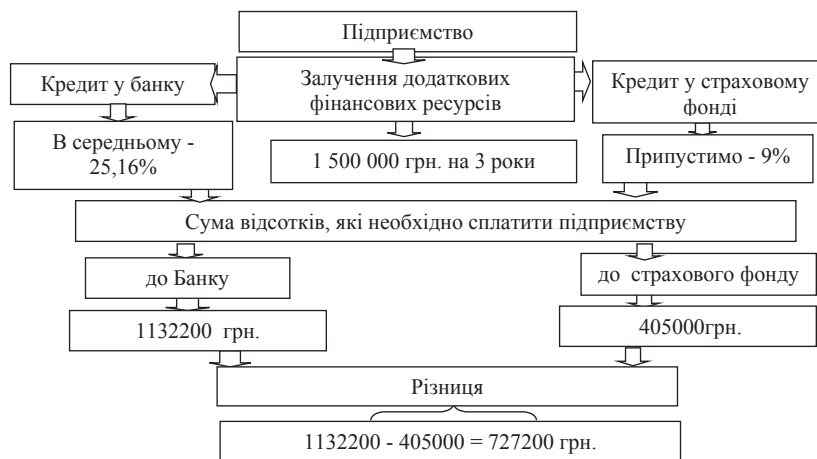 Підприємство
Кредит у банку
Залучення додаткових
фінансових ресурсів
Кредит у страховому
фонді
В середньому -
25,16%
1 500 000 грн. на 3 роки
Припустимо - 9%
Сума відсотків, які необхідно сплатити підприємству
до Банку
до страхового фонду
1132200 грн.
405000грн.
Різниця
1132200 - 405000 = 727200 грн.